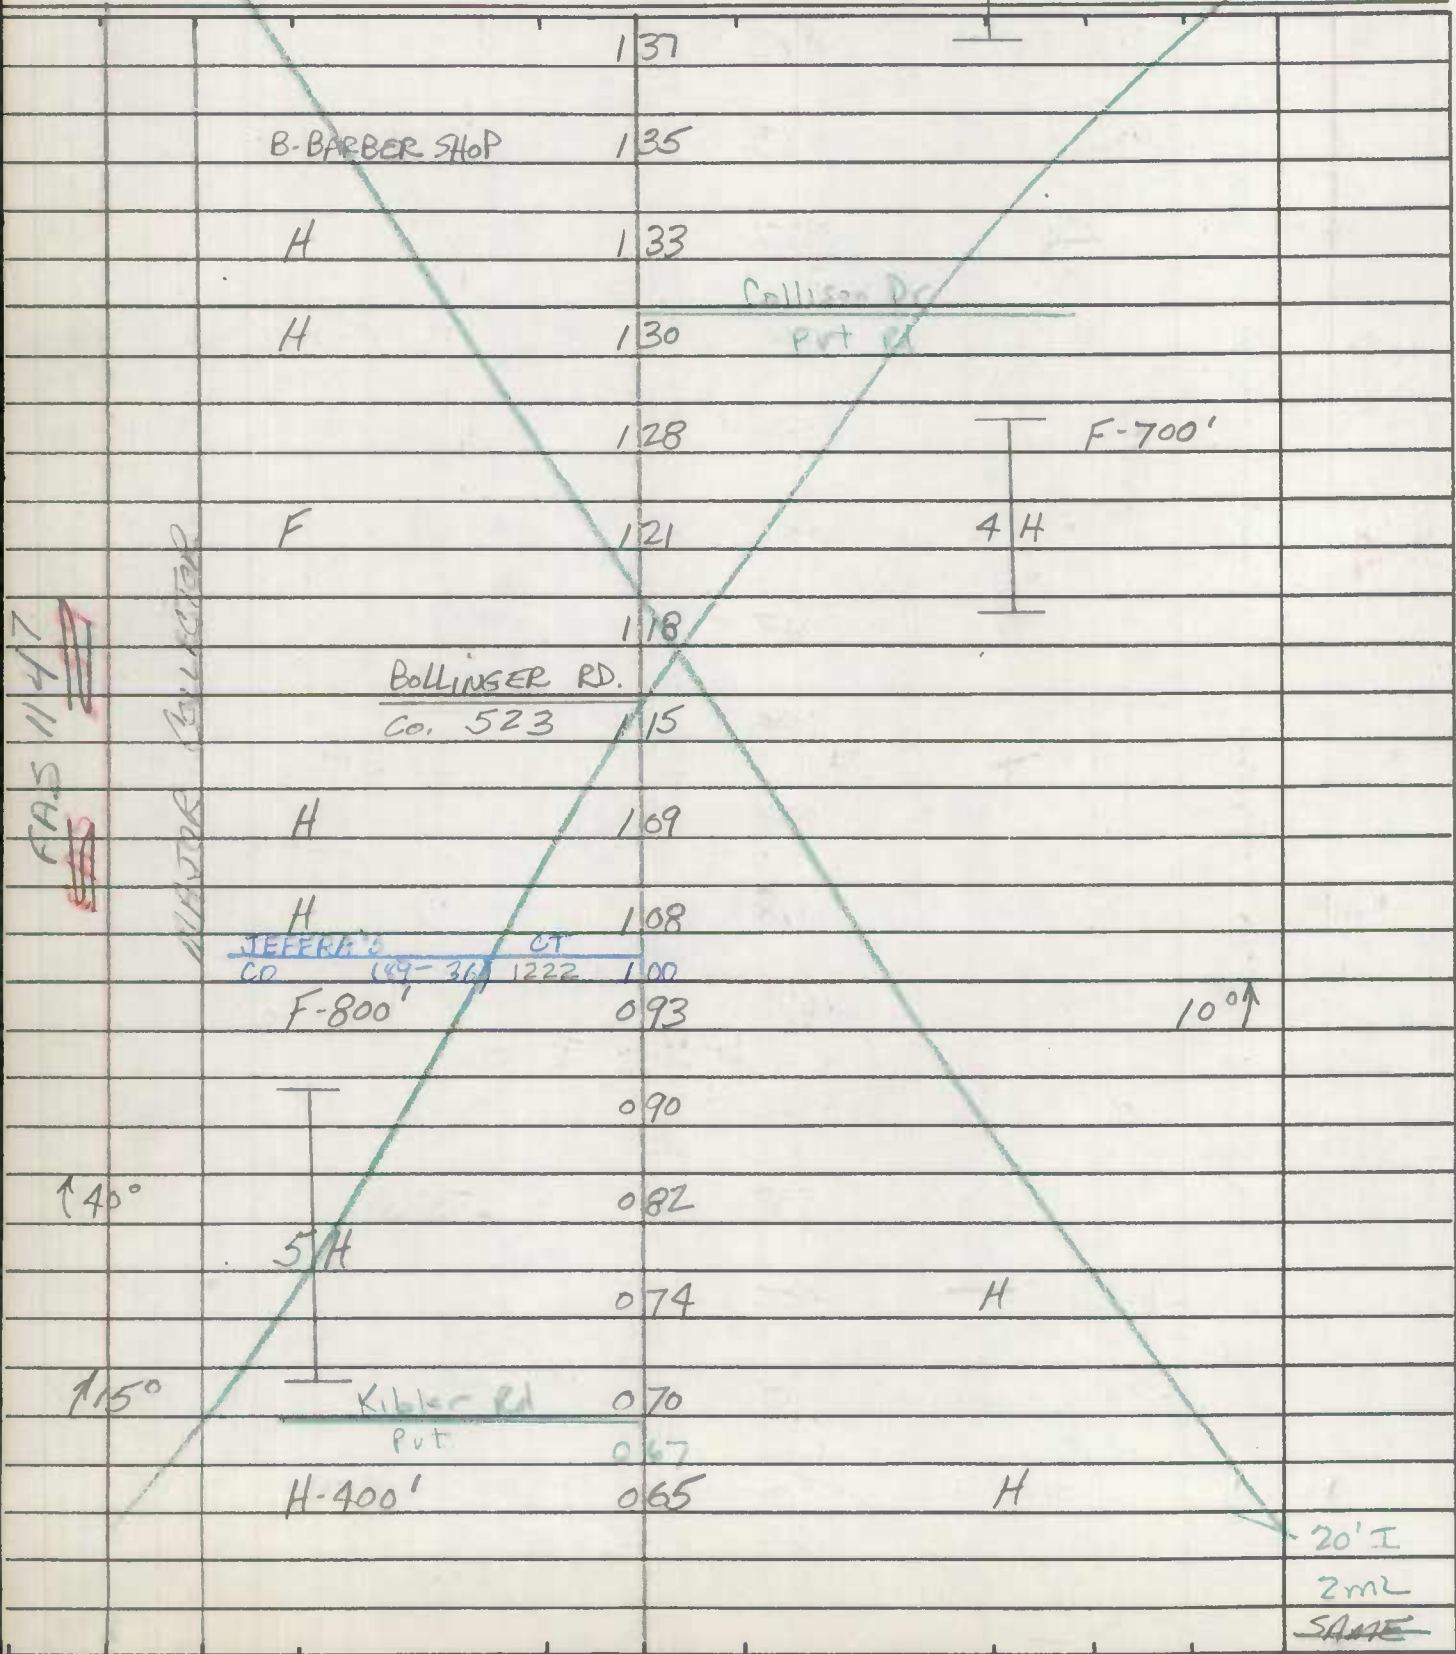 1 37
B-BARBER SHOP 1 35
H 1 33
Collison Dr
H 1 30 Pvt Rd
1 28 F-700'
F 1 21 4 H
1 18
BOLLINGER RD.
Co. 523 1 15
FAS 1147
MAJOR COLLECTOR
H 1 09
H 1 08
CT
CO (89-36) 1222 1 00
F-800' 0 93 10°↑
0 90
↑40° 0 82
5 H
0 74 H
↑15° Kibler Rd 0 70
Pvt 0 67
H-400' 0 65 H
20' I
2mL
SAME